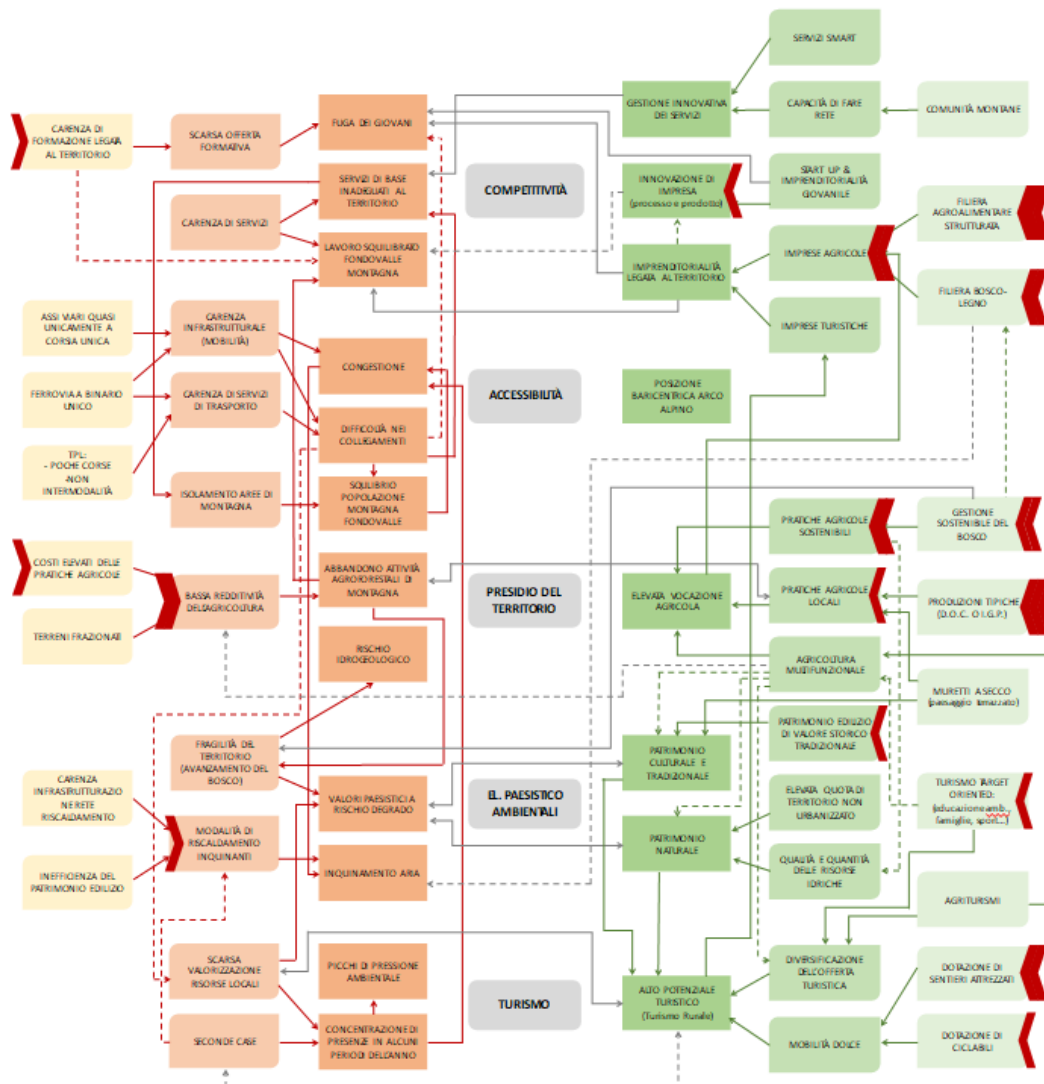 SERVIZI SMART
GESTIONE INNOVATIVA
DEI SERVIZI
CAPACITÀ DI FARE
RETE
COMUNITÀ MONTANE
CARENZA DI
FORMAZIONE LEGATA
AL TERRITORIO
SCARSA OFFERTA
FORMATIVA
FUGA DEI GIOVANI
SERVIZI DI BASE
INADEGUATI AL
TERRITORIO
COMPETITIVITÀ
INNOVAZIONE DI
IMPRESA
(processo e prodotto)
START UP &
IMPRENDITORIALITÀ
GIOVANILE
FILIERA
AGROALIMENTARE
STRUTTURATA
CARENZA DI SERVIZI
LAVORO SQUILIBRATO
FONDOVALLE
MONTAGNA
IMPRENDITORIALITÀ
LEGATA AL TERRITORIO
IMPRESE AGRICOLE
FILIERA BOSCO-
LEGNO
ASSI VIARI QUASI
UNICAMENTE A
CORSIA UNICA
CARENZA
INFRASTRUTTURALE
(MOBILITÀ)
IMPRESE TURISTICHE
CONGESTIONE
FERROVIA A BINARIO
UNICO
CARENZA DI SERVIZI
DI TRASPORTO
ACCESSIBILITÀ
POSIZIONE
BARICENTRICA ARCO
ALPINO
DIFFICOLTÀ NEI
COLLEGAMENTI
TPL:
- POCHE CORSE
-NON
INTERMODALITÀ
ISOLAMENTO AREE DI
MONTAGNA
SQUILIBRIO
POPOLAZIONE
MONTAGNA
FONDOVALLE
PRATICHE AGRICOLE
SOSTENIBILI
GESTIONE
SOSTENIBILE DEL
BOSCO
COSTI ELEVATI DELLE
PRATICHE AGRICOLE
BASSA REDDITIVITÀ
DELL'AGRICOLTURA
ABBANDONO ATTIVITÀ
AGROFORESTALI DI
MONTAGNA
PRESIDIO DEL
TERRITORIO
ELEVATA VOCAZIONE
AGRICOLA
PRATICHE AGRICOLE
LOCALI
PRODUZIONI TIPICHE
(D.O.C. O I.G.P.)
TERRENI FRAZIONATI
RISCHIO
IDROGEOLOGICO
AGRICOLTURA
MULTIFUNZIONALE
MURETTI A SECCO
(paesaggio terrazzato)
PATRIMONIO EDILIZIO
DI VALORE STORICO
TRADIZIONALE
FRAGILITÀ DEL
TERRITORIO
(AVANZAMENTO DEL
BOSCO)
PATRIMONIO
CULTURALE E
TRADIZIONALE
CARENZA
INFRASTRUTTURAZIO
NE RETE
RISCALDAMENTO
VALORI PAESISTICI A
RISCHIO DEGRADO
EL. PAESISTICO
AMBIENTALI
ELEVATA QUOTA DI
TERRITORIO NON
URBANIZZATO
TURISMO TARGET
ORIENTED:
(educazione amb.,
famiglie, sport...)
MODALITÀ DI
RISCALDAMENTO
INQUINANTI
PATRIMONIO
NATURALE
INEFFICIENZA DEL
PATRIMONIO EDILIZIO
INQUINAMENTO ARIA
QUALITÀ E QUANTITÀ
DELLE RISORSE
IDRICHE
AGRITURISMI
SCARSA
VALORIZZAZIONE
RISORSE LOCALI
PICCHI DI PRESSIONE
AMBIENTALE
TURISMO
ALTO POTENZIALE
TURISTICO
(Turismo Rurale)
DIVERSIFICAZIONE
DELL'OFFERTA
TURISTICA
DOTAZIONE DI
SENTIERI ATTREZZATI
SECONDE CASE
CONCENTRAZIONE DI
PRESENZE IN ALCUNI
PERIODI DELL'ANNO
MOBILITÀ DOLCE
DOTAZIONE DI
CICLABILI